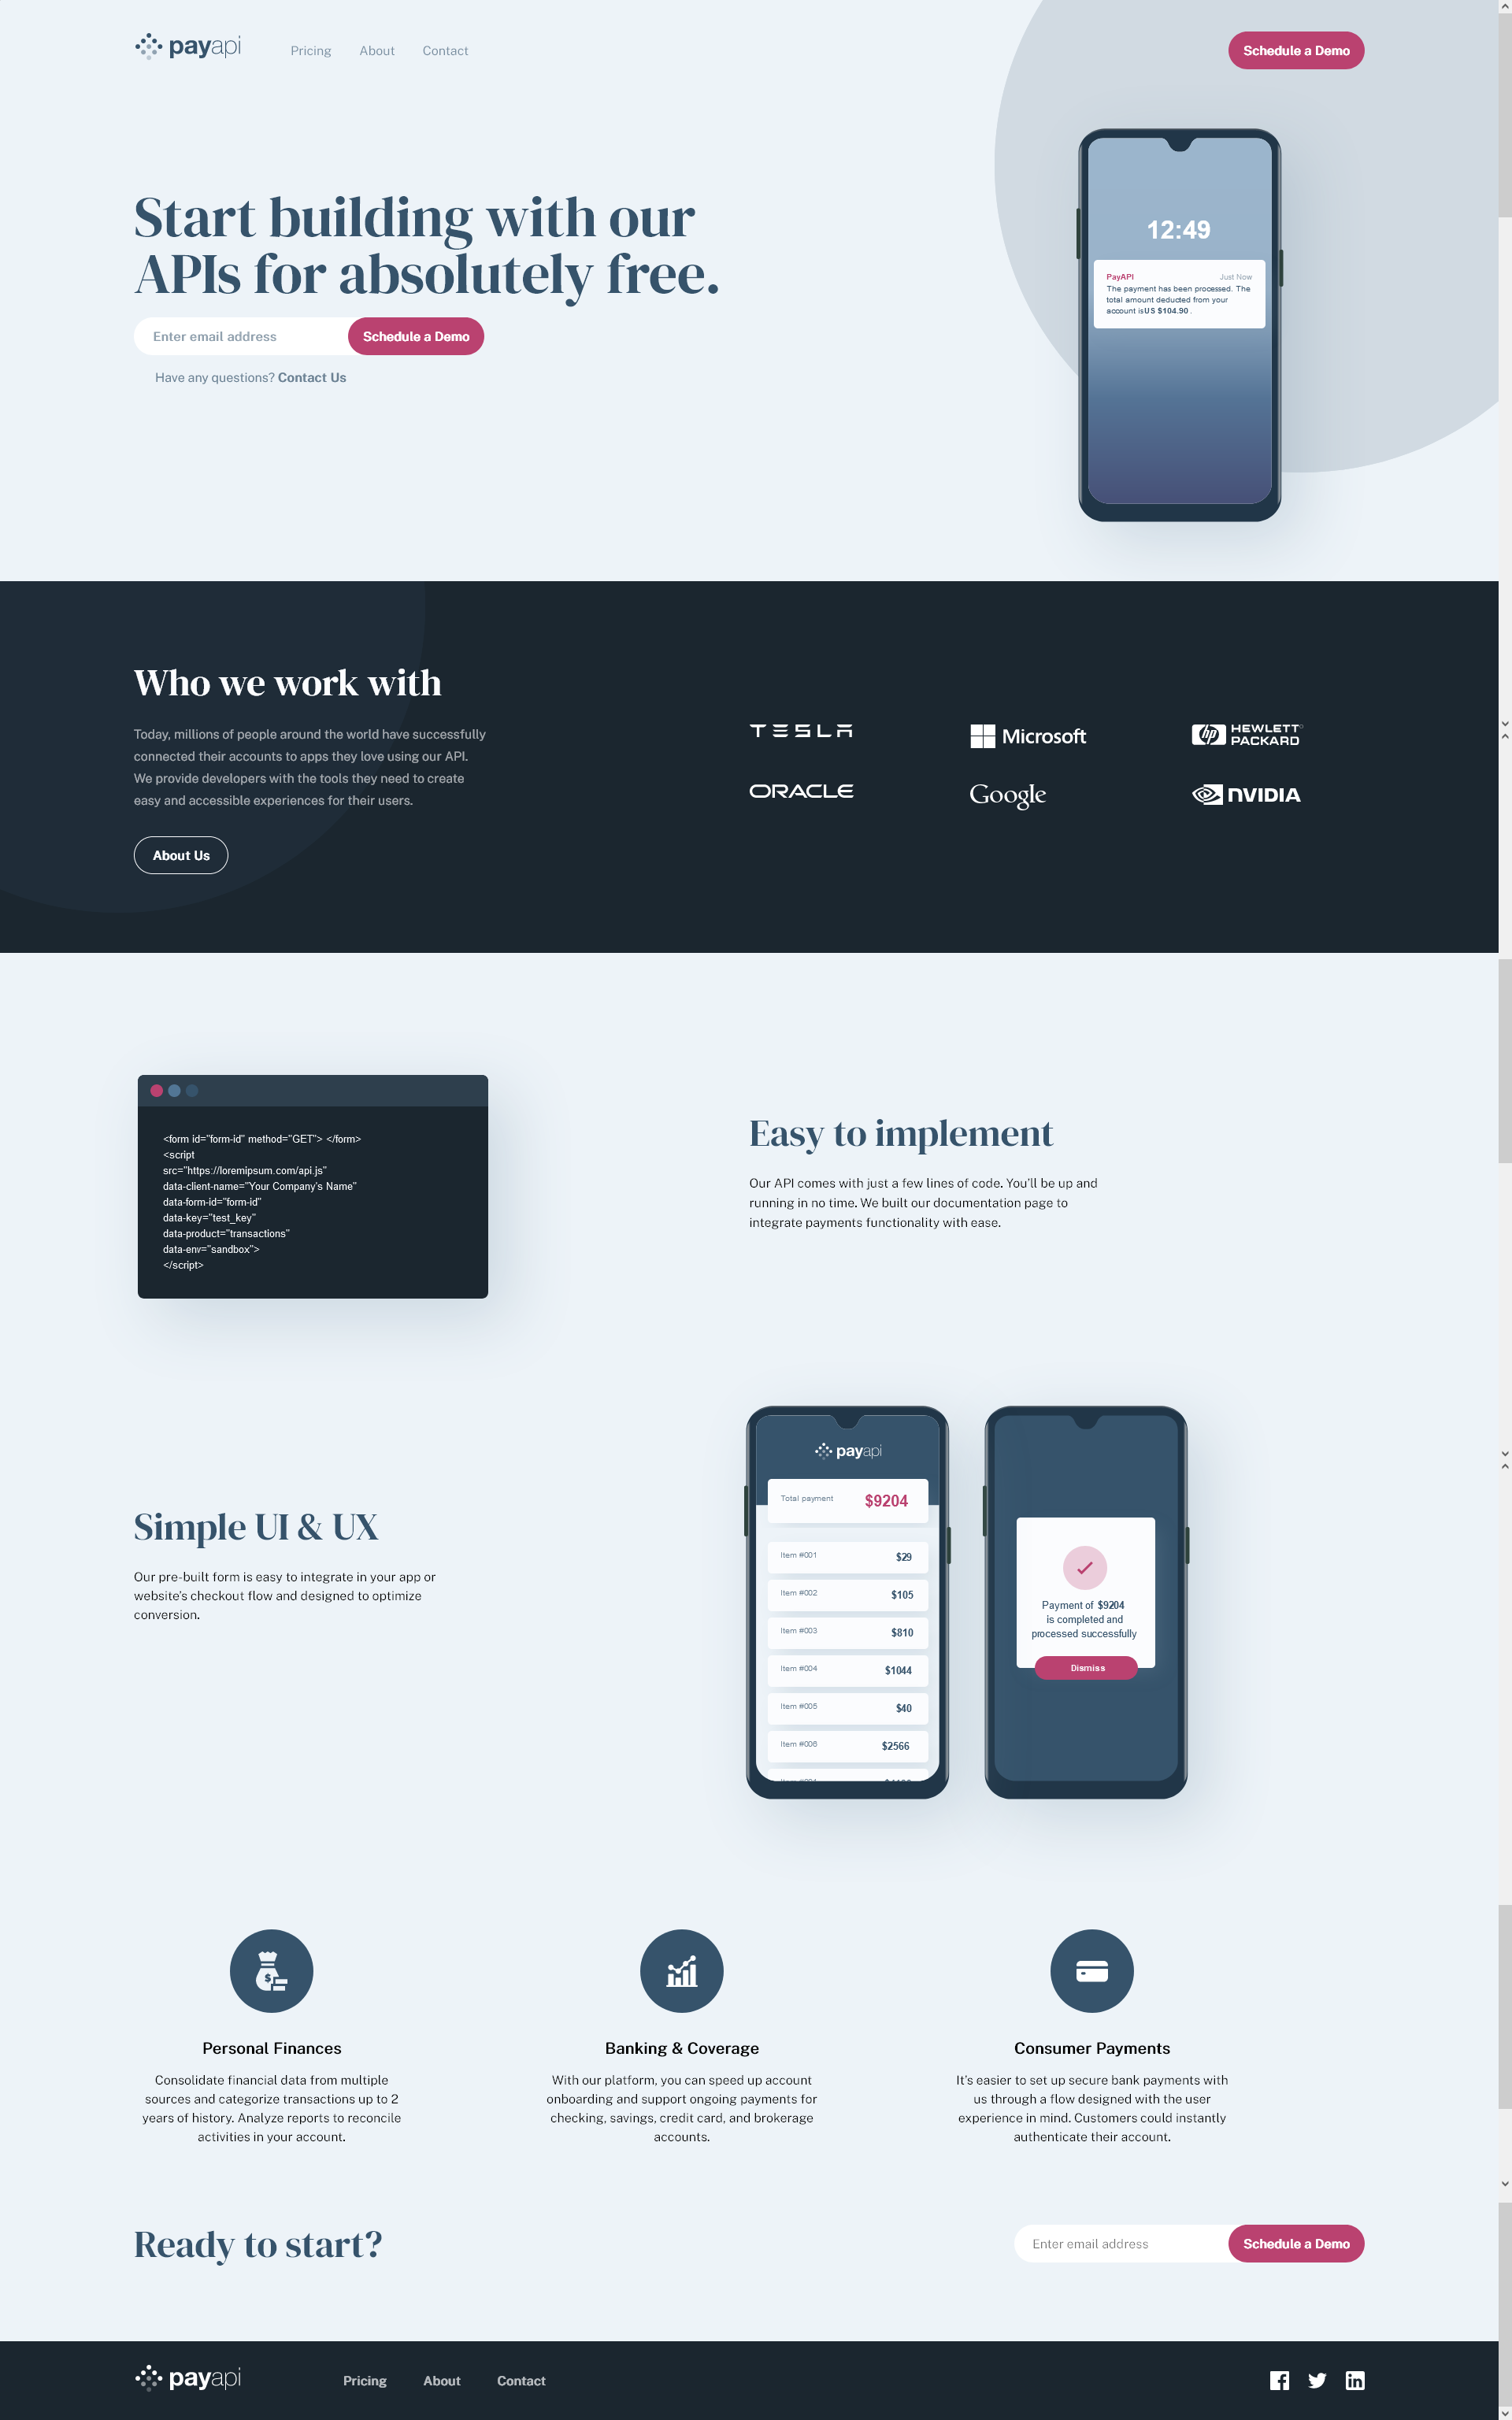 payapi
Pricing
About
Contact
Schedule a Demo
Start building with our
APIs for absolutely free.
Enter email address
Schedule a Demo
Have any questions? Contact Us
12:49
PayAPI
Just Now
The payment has been processed. The
total amount deducted from your
account isUS $104.90 .
Who we work with
Today, millions of people around the world have successfully
connected their accounts to apps they love using our API.
We provide developers with the tools they need to create
easy and accessible experiences for their users.
About Us
TESLA
Microsoft
hp HEWLETT
PACKARD
ORACLE
Google
NVIDIA
<form id="form-id" method="GET"> </form>
<script
src="https://loremipsum.com/api.js"
data-client-name="Your Company's Name"
data-form-id="form-id"
data-key="test_key"
data-product="transactions"
data-env="sandbox">
</script>
Easy to implement
Our API comes with just a few lines of code. You'll be up and
running in no time. We built our documentation page to
integrate payments functionality with ease.
Simple UI & UX
Our pre-built form is easy to integrate in your app or
website's checkout flow and designed to optimize
conversion.
payapi
Total payment $9204
Item #001 $29
Item #002 $105
Item #003 $810
Item #004 $1044
Item #005 $40
Item #006 $2566
Payment of $9204
is completed and
processed successfully
Dismiss
Personal Finances
Consolidate financial data from multiple
sources and categorize transactions up to 2
years of history. Analyze reports to reconcile
activities in your account.
Banking & Coverage
With our platform, you can speed up account
onboarding and support ongoing payments for
checking, savings, credit card, and brokerage
accounts.
Consumer Payments
It's easier to set up secure bank payments with
us through a flow designed with the user
experience in mind. Customers could instantly
authenticate their account.
Ready to start?
Enter email address
Schedule a Demo
payapi
Pricing
About
Contact